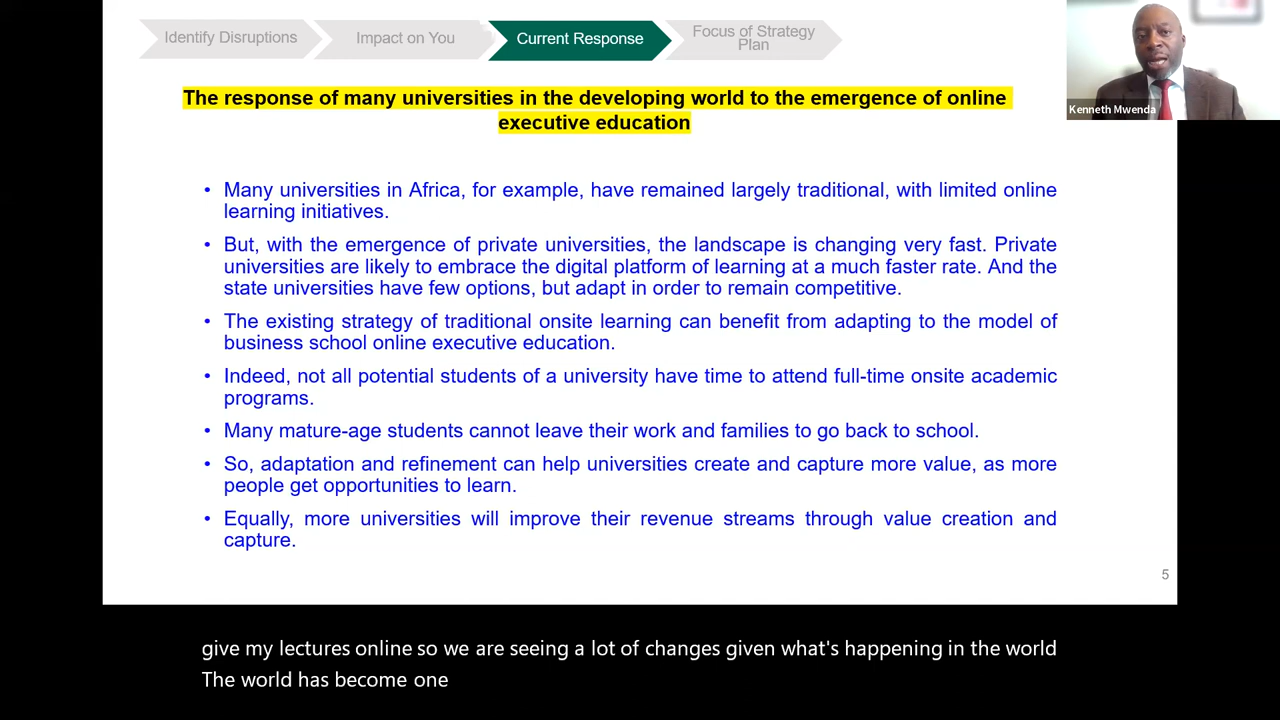 Identify Disruptions
Impact on You
Current Response
Focus of Strategy
Plan
Kenneth Mwenda
The response of many universities in the developing world to the emergence of online
executive education
• Many universities in Africa, for example, have remained largely traditional, with limited online
learning initiatives.
• But, with the emergence of private universities, the landscape is changing very fast. Private
universities are likely to embrace the digital platform of learning at a much faster rate. And the
state universities have few options, but adapt in order to remain competitive.
• The existing strategy of traditional onsite learning can benefit from adapting to the model of
business school online executive education.
• Indeed, not all potential students of a university have time to attend full-time onsite academic
programs.
• Many mature-age students cannot leave their work and families to go back to school.
• So, adaptation and refinement can help universities create and capture more value, as more
people get opportunities to learn.
• Equally, more universities will improve their revenue streams through value creation and
capture.
5
give my lectures online so we are seeing a lot of changes given what's happening in the world
The world has become one